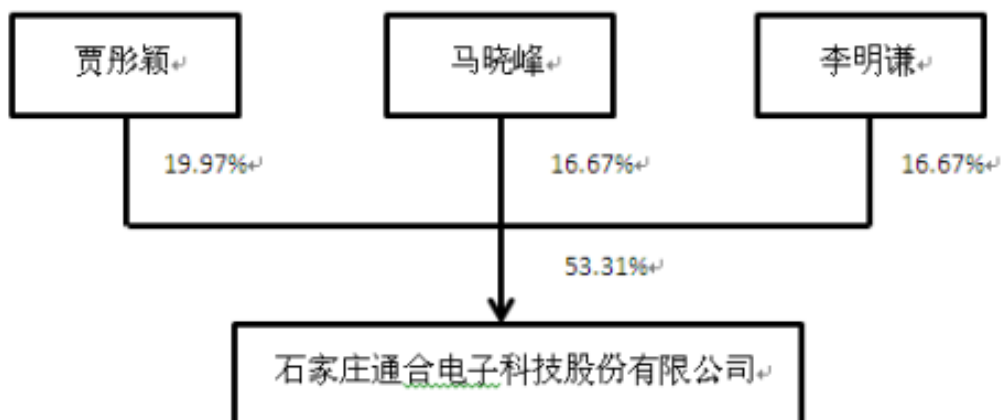 贾彤颖 马晓峰 李明谦
19.97% 16.67% 16.67%
53.31%
石家庄通合电子科技股份有限公司